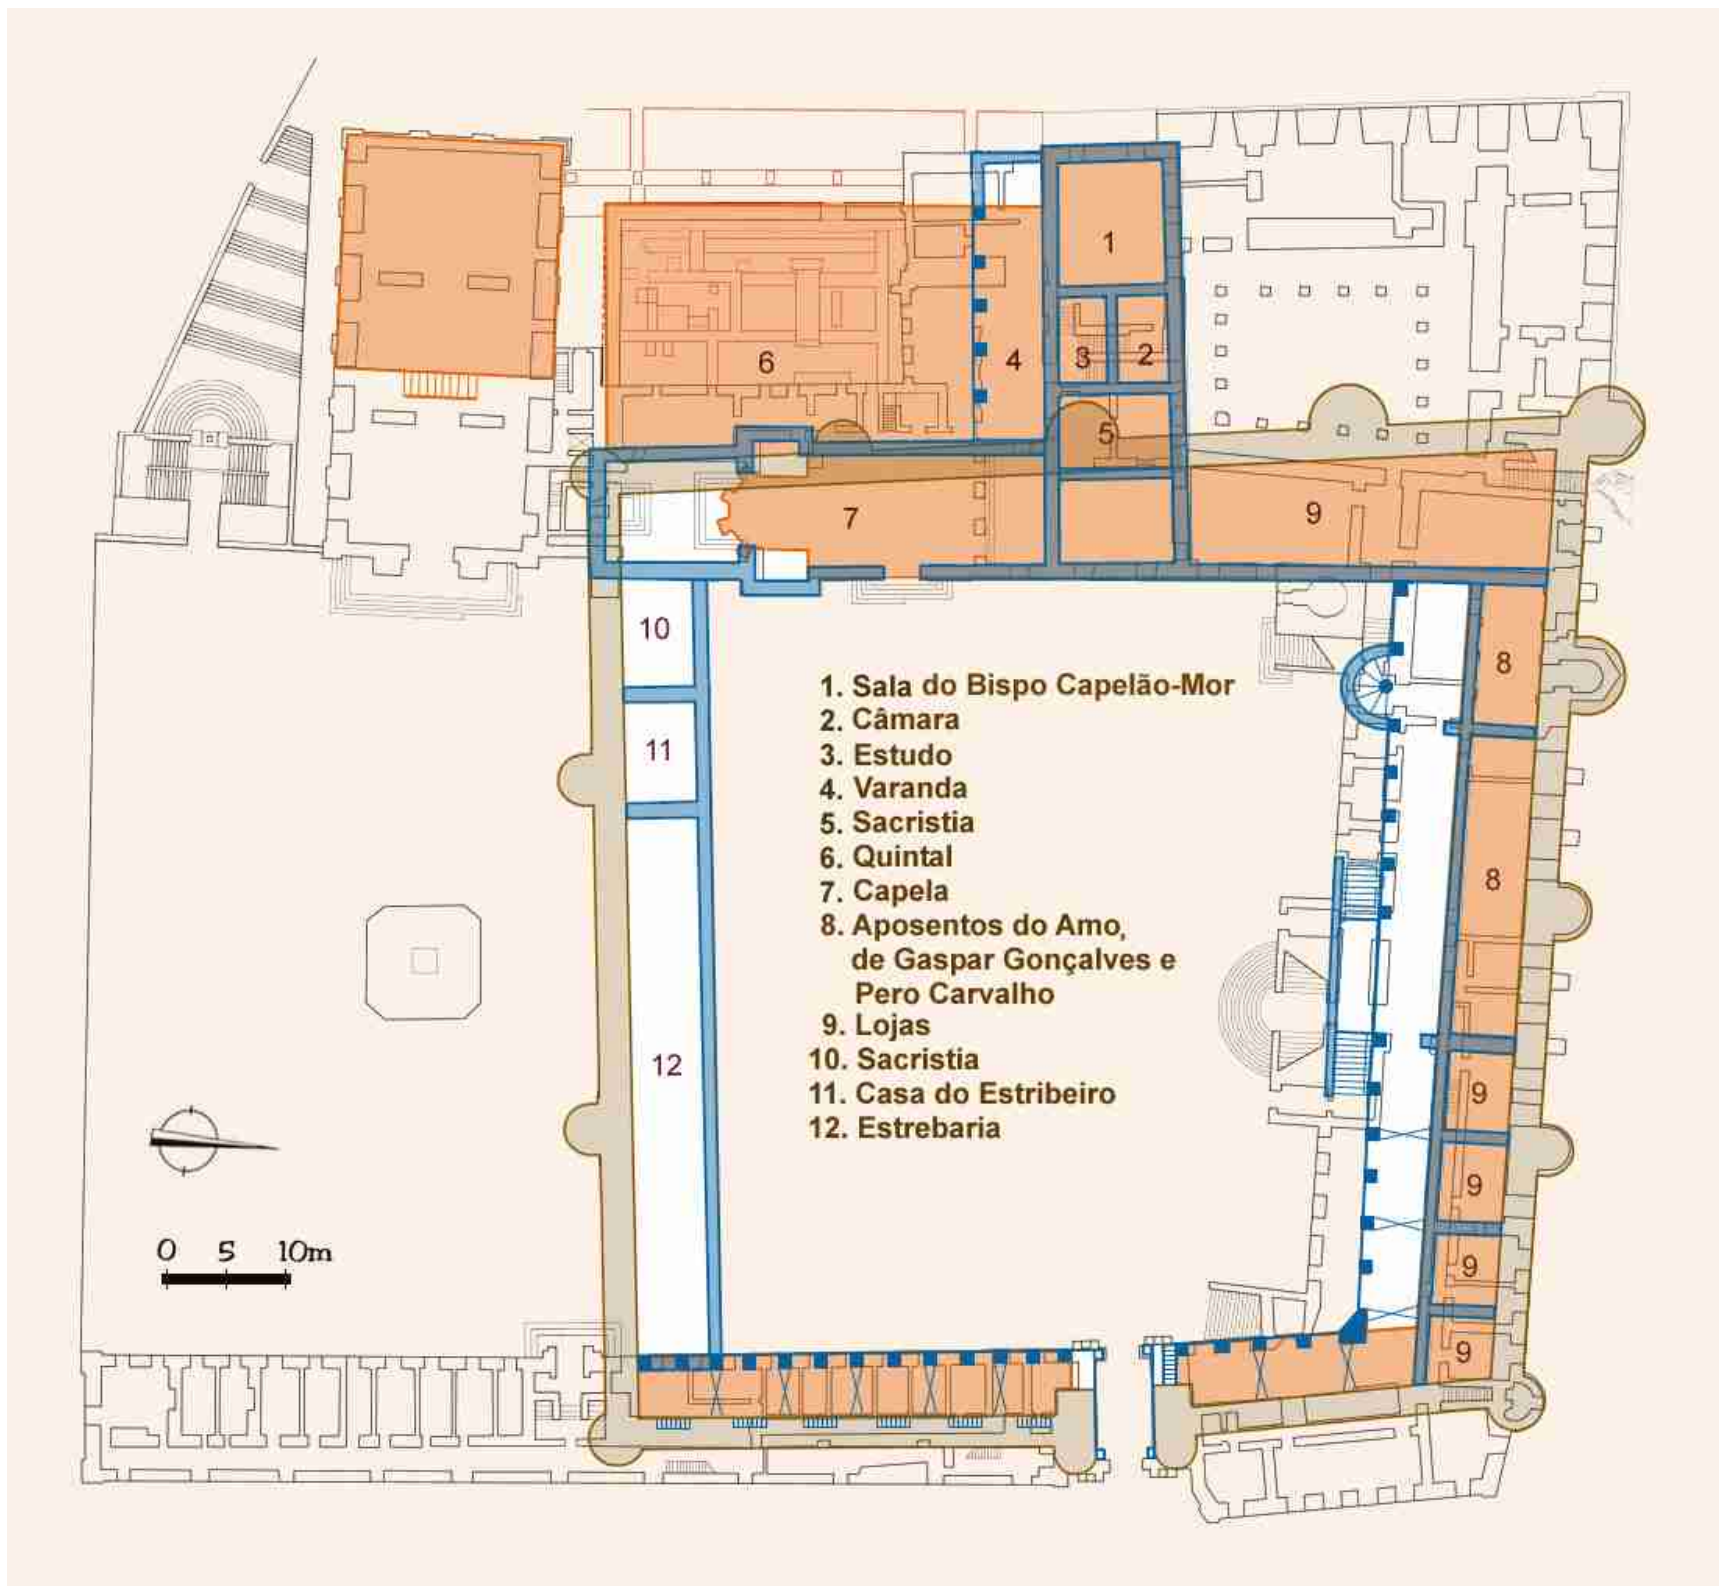 1
6
4
3
2
5
7
9
10
8
1. Sala do Bispo Capelão-Mor
2. Câmara
11
3. Estudo
4. Varanda
5. Sacristia
6. Quintal
7. Capela
8
8. Aposentos do Amo,
de Gaspar Gonçalves e
Pero Carvalho
9. Lojas
10. Sacristia
12
11. Casa do Estribeiro
9
12. Estrebaria
9
0 5 10m
9
9